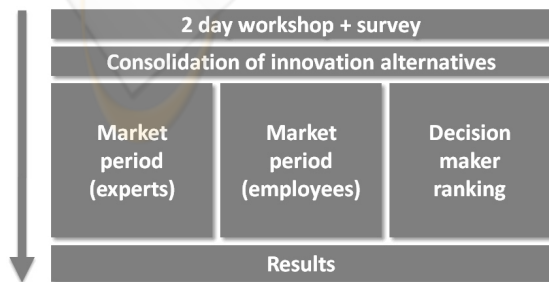 2 day workshop + survey
Consolidation of innovation alternatives
Market
period
(experts)
Market
period
(employees)
Decision
maker
ranking
Results